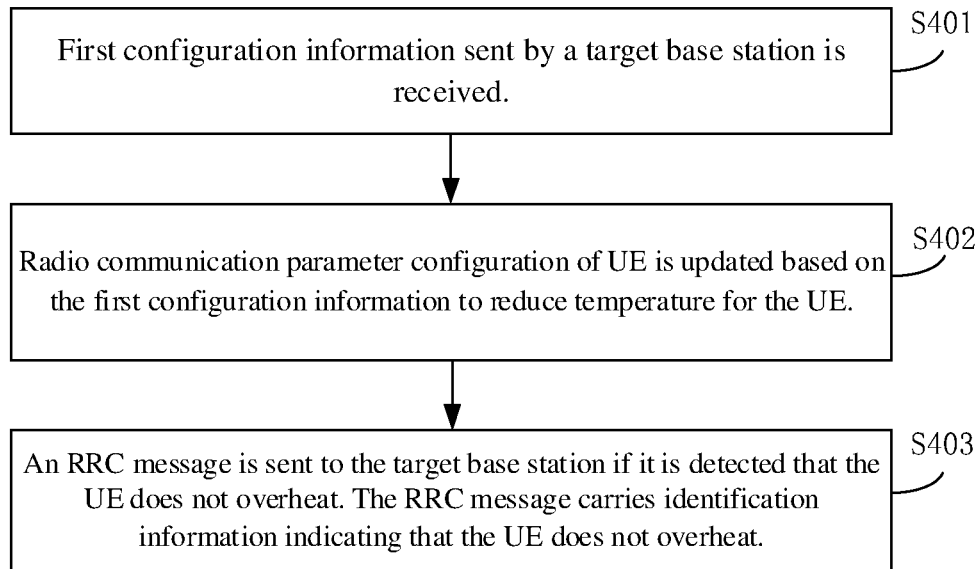 S401
First configuration information sent by a target base station is
received.
S402
Radio communication parameter configuration of UE is updated based on
the first configuration information to reduce temperature for the UE.
S403
An RRC message is sent to the target base station if it is detected that the
UE does not overheat. The RRC message carries identification
information indicating that the UE does not overheat.